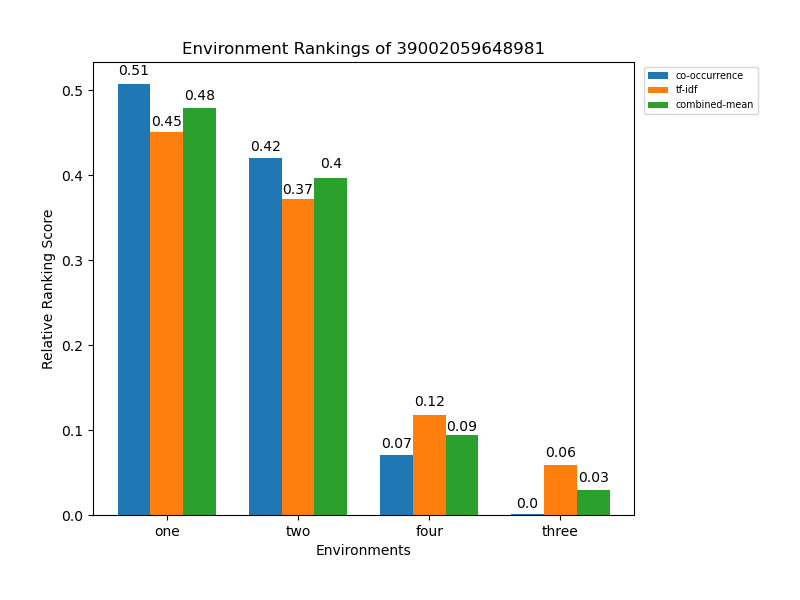 Environment Rankings of 39002059648981
co-occurrence
tf-idf
combined-mean
0.51
0.45
0.48
0.42
0.37
0.4
0.07
0.12
0.09
0.0
0.06
0.03
Relative Ranking Score
0.5
0.4
0.3
0.2
0.1
0.0
one two four three
Environments